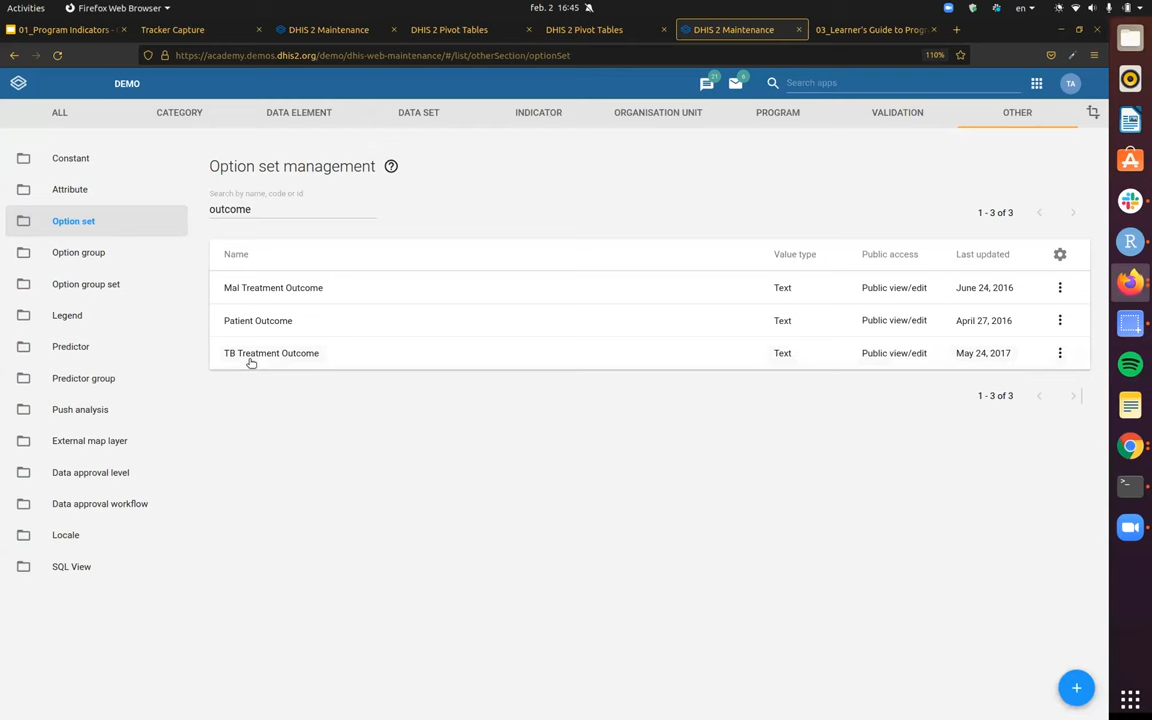 Activities
Firefox Web Browser
feb. 2 16:45
en
01_Program Indicators -
Tracker Capture
DHIS 2 Maintenance
DHIS 2 Pivot Tables
DHIS 2 Pivot Tables
DHIS 2 Maintenance
03_Learner's Guide to Prog
https://academy.demos.dhis2.org/demo/dhis-web-maintenance/#/list/otherSection/optionSet
110%
DEMO
21
6
Search apps
TA
ALL
CATEGORY
DATA ELEMENT
DATA SET
INDICATOR
ORGANISATION UNIT
PROGRAM
VALIDATION
OTHER
Constant
Attribute
Option set
Option group
Option group set
Legend
Predictor
Predictor group
Push analysis
External map layer
Data approval level
Data approval workflow
Locale
SQL View
Option set management
Search by name, code or id
outcome
1 - 3 of 3
Name Value type Public access Last updated
Mal Treatment Outcome Text Public view/edit June 24, 2016
Patient Outcome Text Public view/edit April 27, 2016
TB Treatment Outcome Text Public view/edit May 24, 2017
1 - 3 of 3